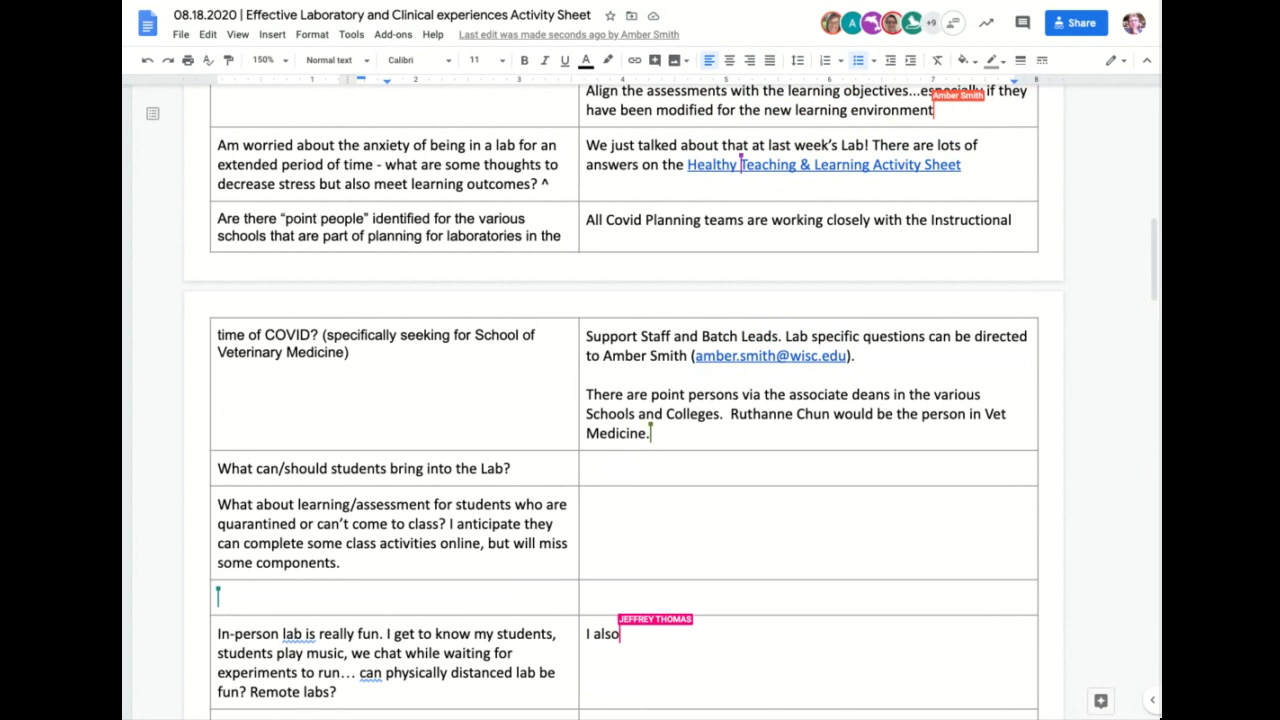 08.18.2020 | Effective Laboratory and Clinical experiences Activity Sheet
File Edit View Insert Format Tools Add-ons Help Last edit was made seconds ago by Amber Smith
A +9 Share
150% Normal text Calibri 11 B I U A
1 2 3 4 5 6 7 8
Align the assessments with the learning objectives...especially if they
Amber Smith
have been modified for the new learning environment
Am worried about the anxiety of being in a lab for an
extended period of time - what are some thoughts to
decrease stress but also meet learning outcomes? ^
We just talked about that at last week's Lab! There are lots of
answers on the Healthy Teaching & Learning Activity Sheet
Are there “point people” identified for the various
schools that are part of planning for laboratories in the
All Covid Planning teams are working closely with the Instructional
time of COVID? (specifically seeking for School of
Veterinary Medicine)
Support Staff and Batch Leads. Lab specific questions can be directed
to Amber Smith (amber.smith@wisc.edu).
There are point persons via the associate deans in the various
Schools and Colleges. Ruthanne Chun would be the person in Vet
Medicine.
What can/should students bring into the Lab?
What about learning/assessment for students who are
quarantined or can't come to class? I anticipate they
can complete some class activities online, but will miss
some components.
In-person lab is really fun. I get to know my students,
students play music, we chat while waiting for
experiments to run... can physically distanced lab be
fun? Remote labs?
JEFFREY THOMAS
I also